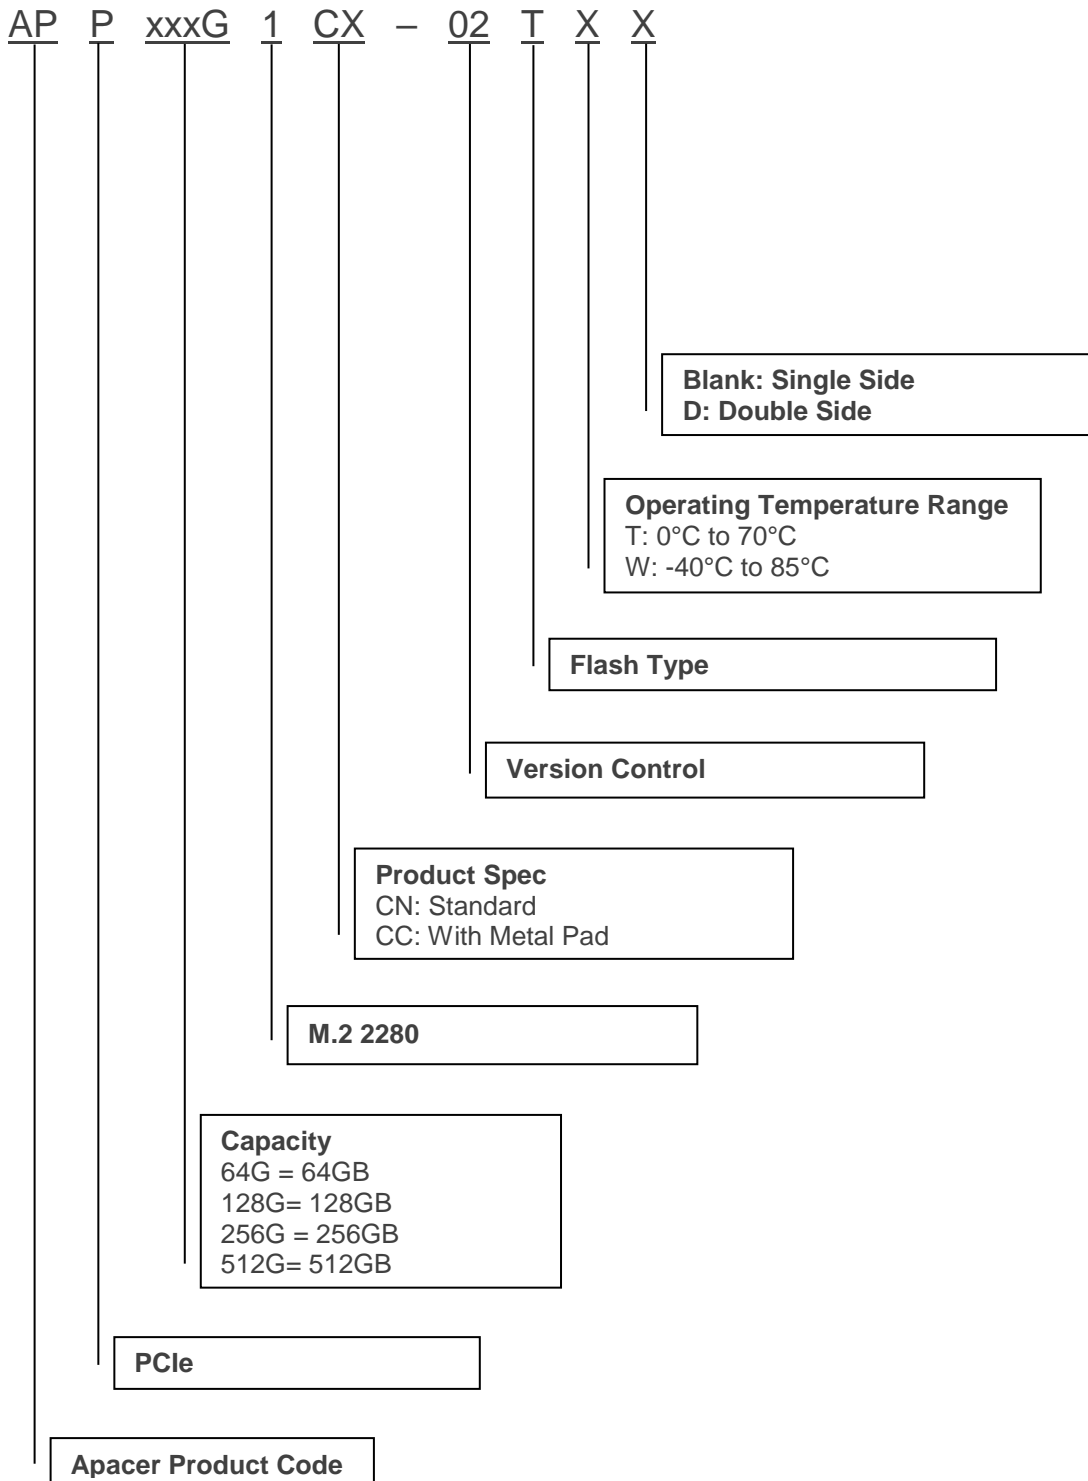 AP P xxxG 1 CX – 02 T X X
Blank: Single Side
D: Double Side
Operating Temperature Range
T: 0°C to 70°C
W: -40°C to 85°C
Flash Type
Version Control
Product Spec
CN: Standard
CC: With Metal Pad
M.2 2280
Capacity
64G = 64GB
128G= 128GB
256G = 256GB
512G= 512GB
PCIe
Apacer Product Code